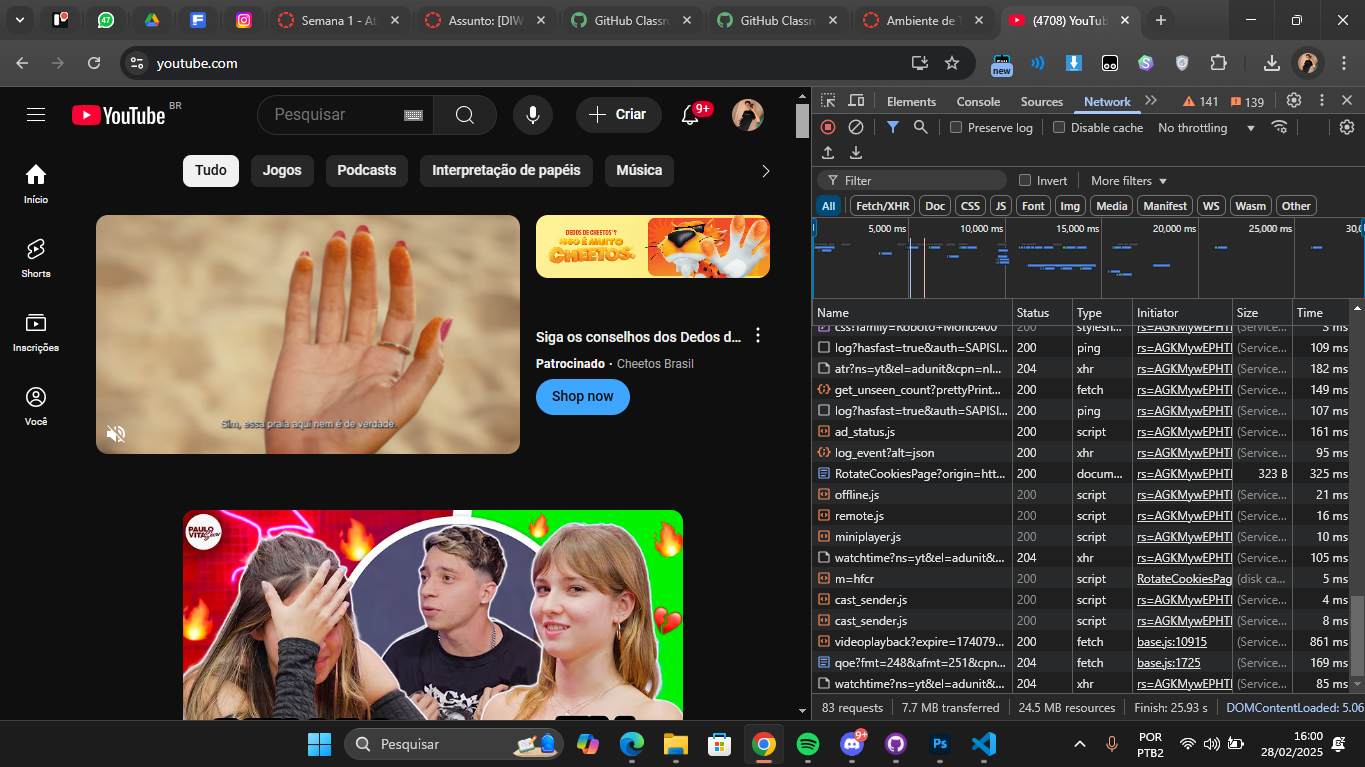 Semana 1 - At
Assunto: [DIW
GitHub Classr
GitHub Classr
Ambiente de T
(4708) YouTub
youtube.com
new
YouTube BR
Pesquisar
Criar
9+
Tudo
Jogos
Podcasts
Interpretação de papéis
Música
Início
Shorts
Inscrições
Você
Sim, essa praia aqui nem é de verdade.
DEDOS DE CHEETOS™?
ISSO É MUITO
CHEETOS
Siga os conselhos dos Dedos d...
Patrocinado • Cheetos Brasil
Shop now
PAULO
VITA
Elements
Console
Sources
Network
141
139
Preserve log
Disable cache
No throttling
Filter
Invert
More filters
All
Fetch/XHR
Doc
CSS
JS
Font
Img
Media
Manifest
WS
Wasm
Other
5,000 ms
10,000 ms
15,000 ms
20,000 ms
25,000 ms
30,0
Name Status Type Initiator Size Time
css?family=Roboto+Mono:400 200 stylesh... rs=AGKMywEPHTI (Service... 3 ms
log?hasfast=true&auth=SAPISI... 200 ping rs=AGKMywEPHTI (Service... 109 ms
atr?ns=yt&el=adunit&cpn=nl... 204 xhr rs=AGKMywEPHTI (Service... 182 ms
get_unseen_count?prettyPrint... 200 fetch rs=AGKMywEPHTI (Service... 149 ms
log?hasfast=true&auth=SAPISI... 200 ping rs=AGKMywEPHTI (Service... 107 ms
ad_status.js 200 script rs=AGKMywEPHTI (Service... 161 ms
log_event?alt=json 200 xhr rs=AGKMywEPHTI (Service... 95 ms
RotateCookiesPage?origin=htt... 200 docum... rs=AGKMywEPHTI 323 B 325 ms
offline.js 200 script rs=AGKMywEPHTI (Service... 21 ms
remote.js 200 script rs=AGKMywEPHTI (Service... 16 ms
miniplayer.js 200 script rs=AGKMywEPHTI (Service... 10 ms
watchtime?ns=yt&el=adunit&... 204 xhr rs=AGKMywEPHTI (Service... 105 ms
m=hfcr 200 script RotateCookiesPag (disk ca... 5 ms
cast_sender.js 200 script rs=AGKMywEPHTI (Service... 4 ms
cast_sender.js 200 script rs=AGKMywEPHTI (Service... 8 ms
videoplayback?expire=174079... 200 fetch base.js:10915 (Service... 861 ms
qoe?fmt=248&afmt=251&cpn... 204 fetch base.js:1725 (Service... 169 ms
watchtime?ns=yt&el=adunit&... 204 xhr rs=AGKMywEPHTI (Service... 85 ms
83 requests
7.7 MB transferred
24.5 MB resources
Finish: 25.93 s
DOMContentLoaded: 5.06
Pesquisar
9+
Ps
POR
PTB2
16:00
28/02/2025